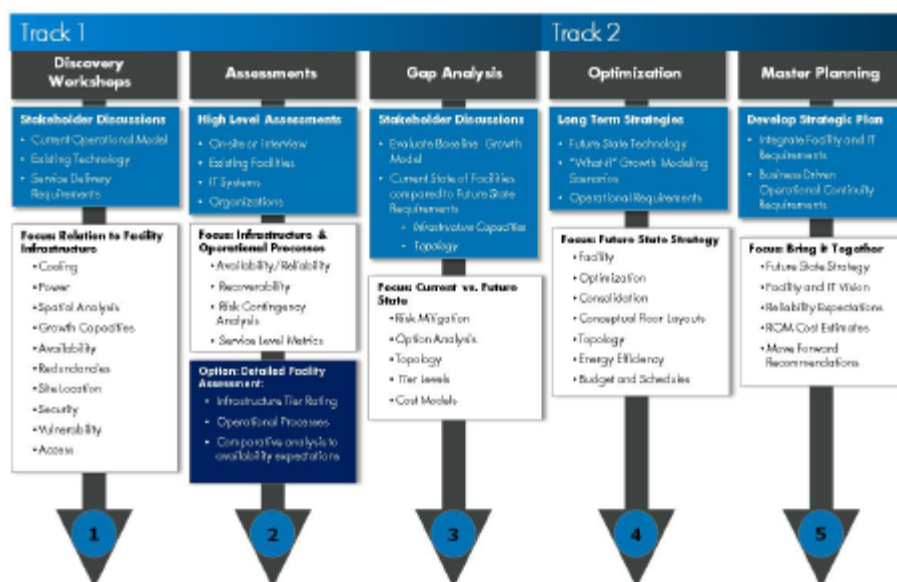 Track 1
Track 2
Discovery
Workshops
Stakeholder Discussions
• Current Operational Model
• Existing Technology
• Service Delivery
Requirements
Focus: Relation to Facility
Infrastructure
• Cooling
• Power
• Spatial Analysis
• Growth Capacities
• Availability
• Redundancies
• Site Location
• Security
• Vulnerability
• Access
1
Assessments
High Level Assessments
• On-site or Interview
• Existing Facilities
• IT Systems
• Organizations
Focus: Infrastructure &
Operational Processes
• Availability/Reliability
• Recoverability
• Risk Contingency
Analysis
• Service Level Metrics
Option: Detailed Facility
Assessment:
• Infrastructure Tier Rating
• Operational Processes
• Comparative analysis to
availability expectations
2
Gap Analysis
Stakeholder Discussions
• Evaluate Baseline Growth
Model
• Current State of Facilities
compared to Future State
Requirements
• Infrastructure Capacities
• Topology
Focus: Current vs. Future
State
• Risk Mitigation
• Option Analysis
• Topology
• Tier Levels
• Cost Models
3
Optimization
Long Term Strategies
• Future State Technology
• "What-if" Growth Modeling
Scenarios
• Operational Requirements
Focus: Future State Strategy
• Facility
• Optimization
• Consolidation
• Conceptual Floor Layouts
• Topology
• Energy Efficiency
• Budget and Schedules
4
Master Planning
Develop Strategic Plan
• Integrate Facility and IT
Requirements
• Business Driven
Operational Continuity
Requirements
Focus: Bring it Together
• Future State Strategy
• Facility and IT Vision
• Reliability Expectations
• ROM Cost Estimates
• Move Forward
Recommendations
5